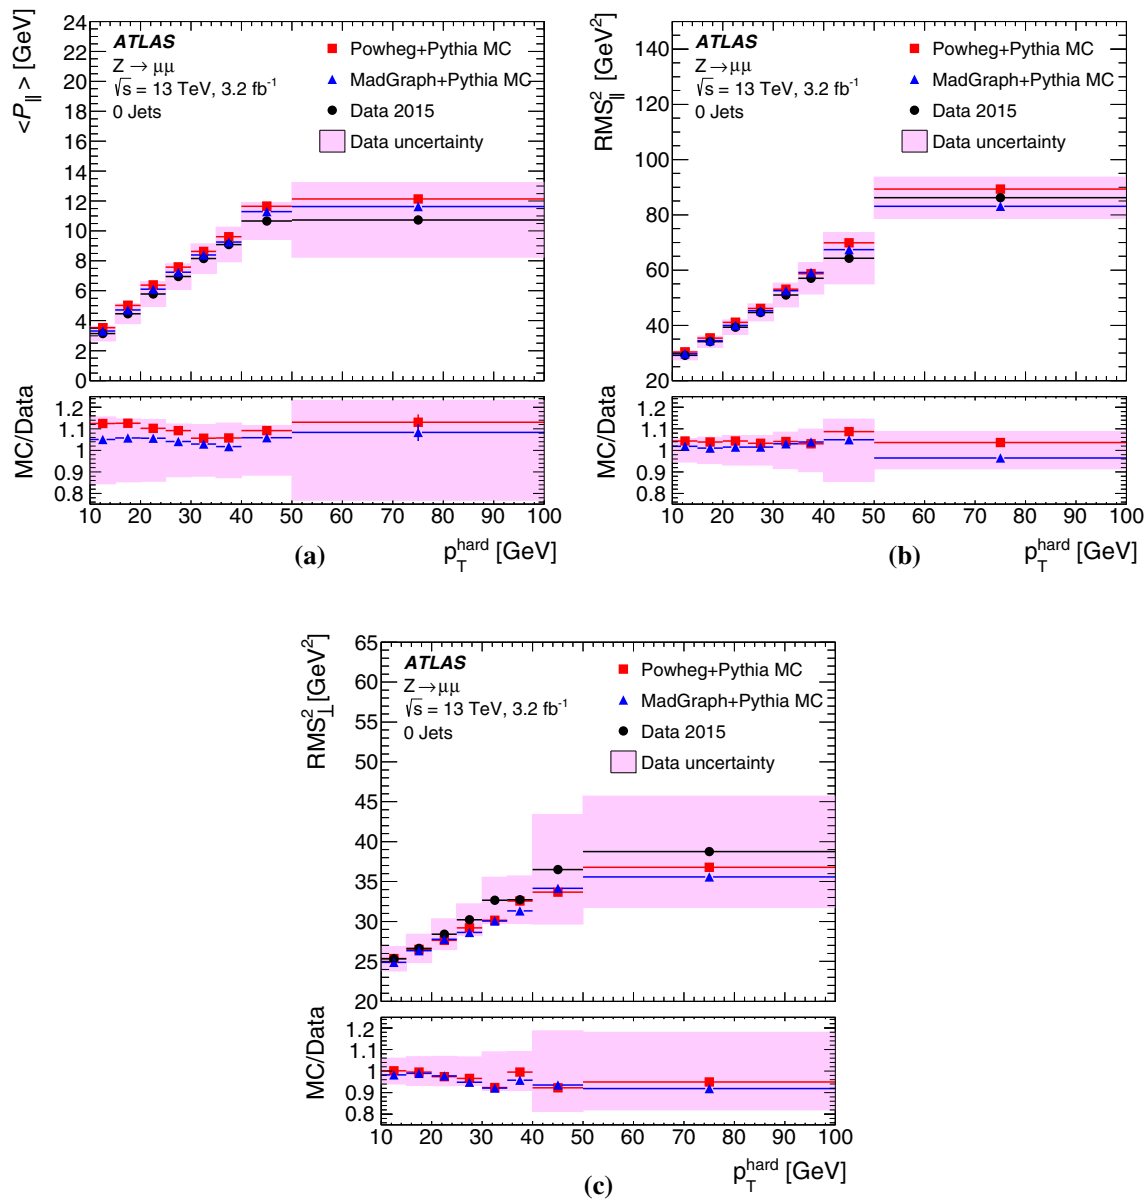 <P∥> [GeV]
24
22
20
18
16
14
12
10
8
6
4
2
0
ATLAS
Z→μμ
√s = 13 TeV, 3.2 fb⁻¹
0 Jets
Powheg+Pythia MC
MadGraph+Pythia MC
Data 2015
Data uncertainty
MC/Data
1.2
1.1
1
0.9
0.8
10 20 30 40 50 60 70 80 90 100
(a)
p_T^hard [GeV]
RMS²∥ [GeV²]
140
120
100
80
60
40
20
ATLAS
Z→μμ
√s = 13 TeV, 3.2 fb⁻¹
0 Jets
Powheg+Pythia MC
MadGraph+Pythia MC
Data 2015
Data uncertainty
MC/Data
1.2
1.1
1
0.9
0.8
10 20 30 40 50 60 70 80 90 100
(b)
p_T^hard [GeV]
RMS²⊥ [GeV²]
65
60
55
50
45
40
35
30
25
20
ATLAS
Z→μμ
√s = 13 TeV, 3.2 fb⁻¹
0 Jets
Powheg+Pythia MC
MadGraph+Pythia MC
Data 2015
Data uncertainty
MC/Data
1.2
1.1
1
0.9
0.8
10 20 30 40 50 60 70 80 90 100
p_T^hard [GeV]
(c)